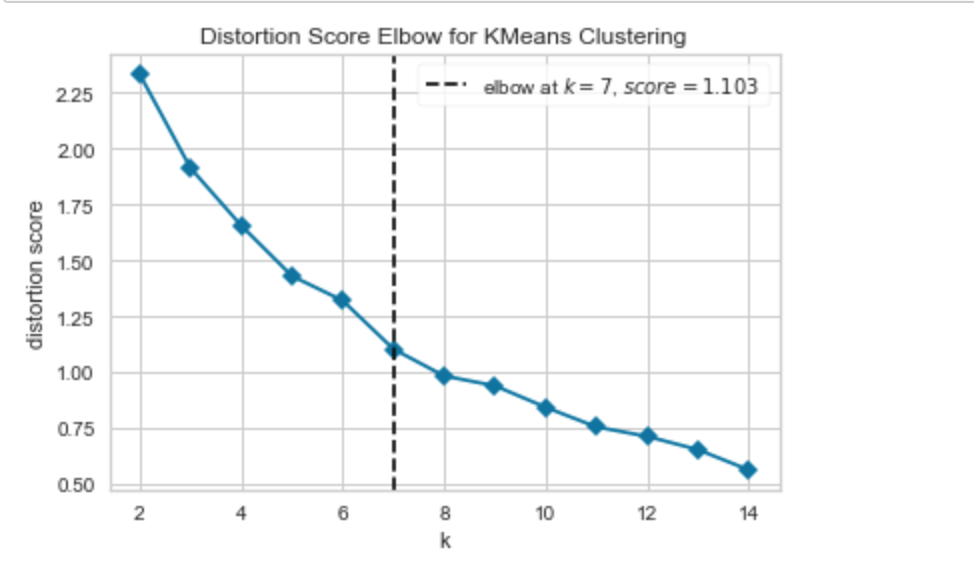 Distortion Score Elbow for KMeans Clustering
elbow at k = 7, score = 1.103
2.25
2.00
1.75
1.50
1.25
1.00
0.75
0.50
distortion score
2 4 6 8 10 12 14
k